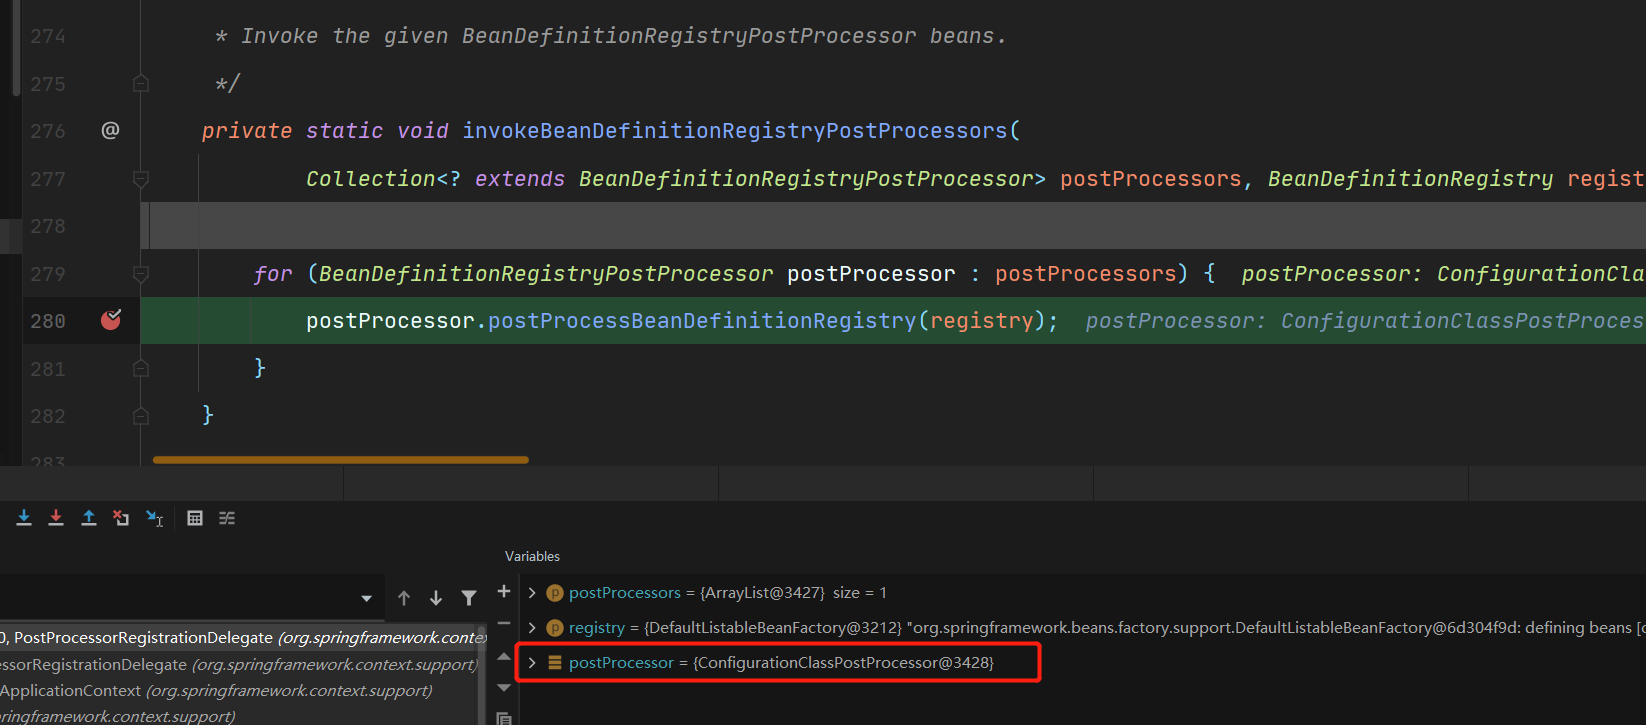 274 * Invoke the given BeanDefinitionRegistryPostProcessor beans.
275 */
276 @ private static void invokeBeanDefinitionRegistryPostProcessors(
277 Collection<? extends BeanDefinitionRegistryPostProcessor> postProcessors, BeanDefinitionRegistry regist
278
279 for (BeanDefinitionRegistryPostProcessor postProcessor : postProcessors) { postProcessor: ConfigurationCla
280 postProcessor.postProcessBeanDefinitionRegistry(registry); postProcessor: ConfigurationClassPostProces
281 }
282 }
283
Variables
postProcessors = {ArrayList@3427} size = 1
registry = {DefaultListableBeanFactory@3212} "org.springframework.beans.factory.support.DefaultListableBeanFactory@6d304f9d: defining beans [o
postProcessor = {ConfigurationClassPostProcessor@3428}
0, PostProcessorRegistrationDelegate (org.springframework.conte
essorRegistrationDelegate (org.springframework.context.support)
ApplicationContext (org.springframework.context.support)
ringframework.context.support)